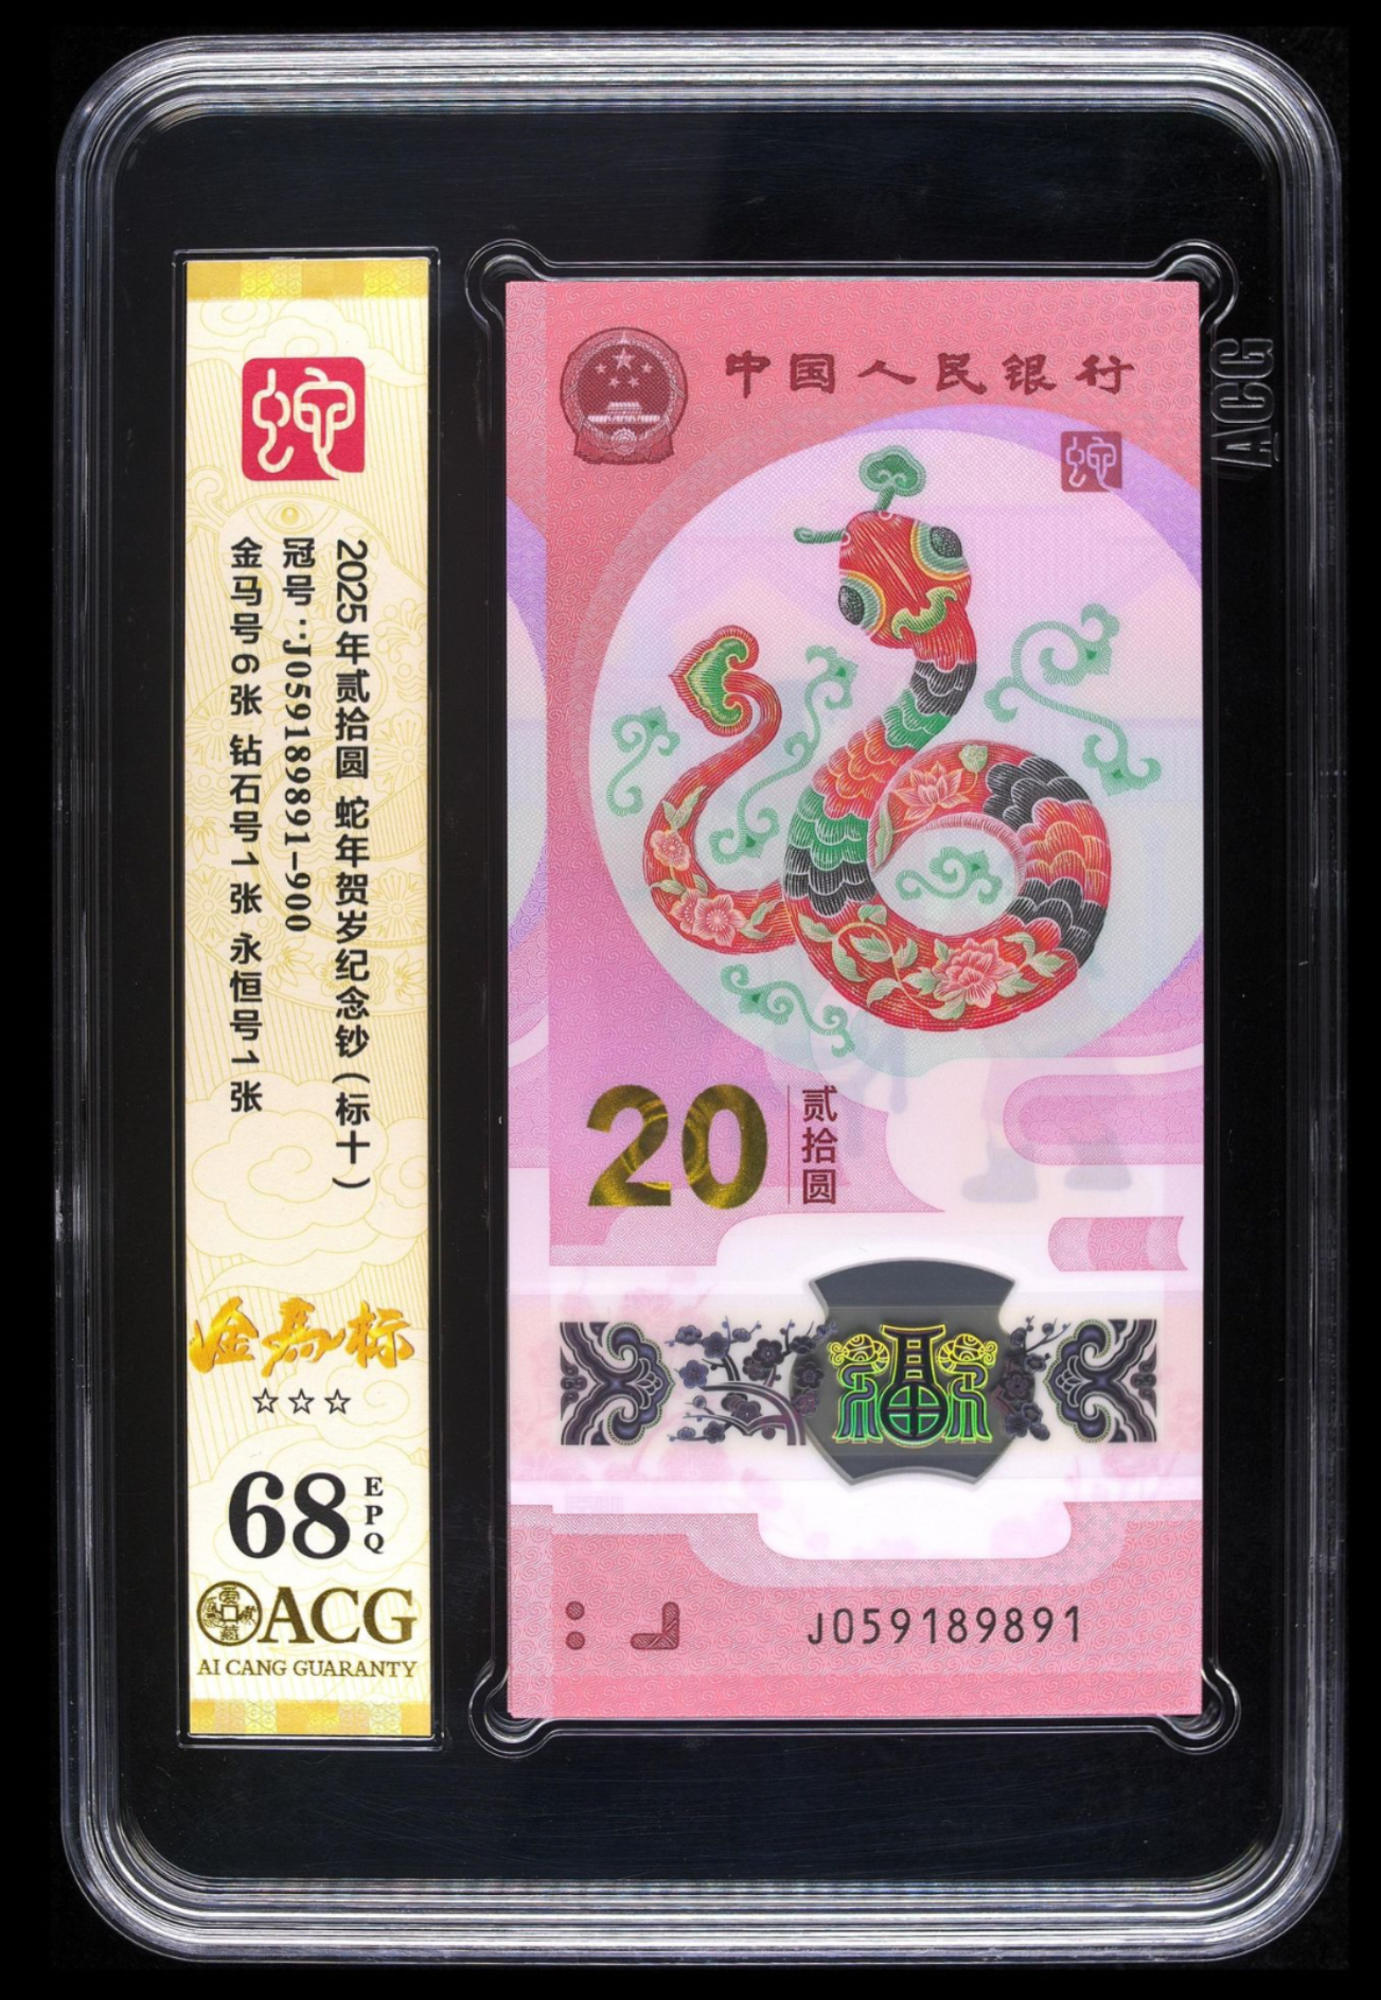 蛇
2025年贰拾圆 蛇年贺岁纪念钞（标十）
冠号：J059189891-900
金马号6张 钻石号1张 永恒号1张
金马标
☆☆☆
68 EPQ
ACG
AI CANG GUARANTY
中国人民银行
蛇
20 贰拾圆
福
J059189891
ACG